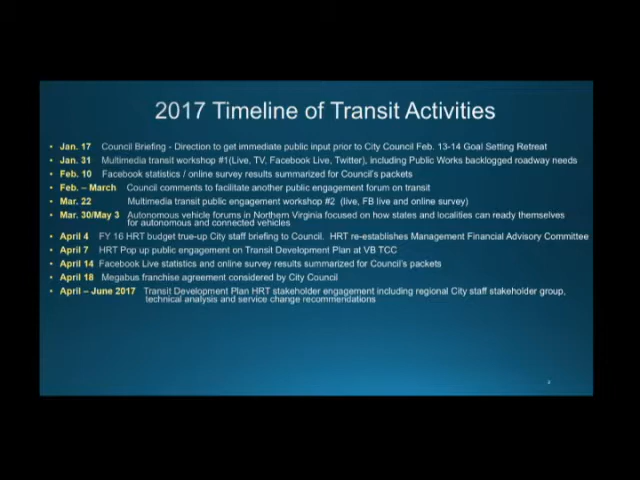 2017 Timeline of Transit Activities
• Jan. 17 Council Briefing - Direction to get immediate public input prior to City Council Feb. 13-14 Goal Setting Retreat
• Jan. 31 Multimedia transit workshop #1(Live, TV, Facebook Live, Twitter), including Public Works backlogged roadway needs
• Feb. 10 Facebook statistics / online survey results summarized for Council's packets
• Feb. – March Council comments to facilitate another public engagement forum on transit
• Mar. 22 Multimedia transit public engagement workshop #2 (live, FB live and online survey)
• Mar. 30/May 3 Autonomous vehicle forums in Northern Virginia focused on how states and localities can ready themselves
for autonomous and connected vehicles
• April 4 FY 16 HRT budget true-up City staff briefing to Council. HRT re-establishes Management Financial Advisory Committee
• April 7 HRT Pop up public engagement on Transit Development Plan at VB TCC
• April 14 Facebook Live statistics and online survey results summarized for Council's packets
• April 18 Megabus franchise agreement considered by City Council
• April – June 2017 Transit Development Plan HRT stakeholder engagement including regional City staff stakeholder group,
technical analysis and service change recommendations